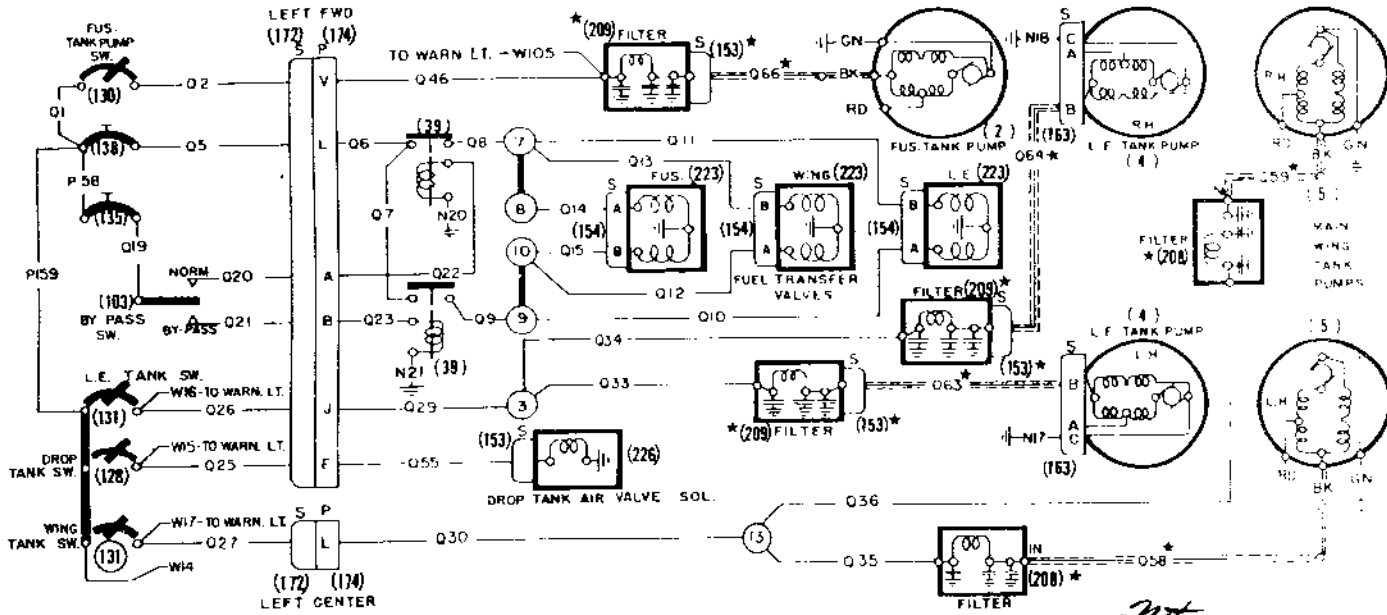 LEFT FWD
(172) (174)
S P
FUS.
TANK PUMP
SW.
(130)
Q1
Q2
V
TO WARN. LT. - W105
Q46
★ (209)
FILTER
S
(153) ★
Q66 ★
GN
BK
RD
(2)
FUS. TANK PUMP
S
N18
C
A
B
(163)
R.H
L.E. TANK PUMP
(4)
Q64 ★
R.H
RD
BK
GN
Q59 ★
(5)
FILTER
★ (208)
MAIN
WING
TANK
PUMPS
(138)
Q5
L
Q6
(39)
Q8
7
Q11
Q13
P158
(135)
Q19
Q7
N20
8
Q14
FUS. (223)
S
A
B
(154)
WING (223)
S
B
A
(154)
L.E. (223)
S
B
A
(154)
10
Q15
Q12
FUEL TRANSFER
VALVES
P159
NORM
Q20
A
Q22
(103)
BY PASS
SW.
BY-PASS
Q21
B
Q23
Q9
9
Q10
N21
(39)
Q34
FILTER (209) ★
S
(153) ★
L.E. TANK SW.
(131)
W16-TO WARN. LT.
Q26
J
Q29
3
Q33
★ (209) FILTER
S
(153) ★
Q63 ★
(4)
L.E. TANK PUMP
L.H
S
B
A
C
N17
(163)
(5)
L.H
RD
BK
GN
DROP
TANK SW.
(128)
W15-TO WARN. LT.
Q25
E
Q55
(153)
S
(226)
DROP TANK AIR VALVE SOL.
WING
TANK SW.
(131)
W17-TO WARN. LT
Q27
W14
S P
L
(172) (174)
LEFT CENTER
Q30
13
Q36
Q35
IN
(208) ★
FILTER
Q58 ★